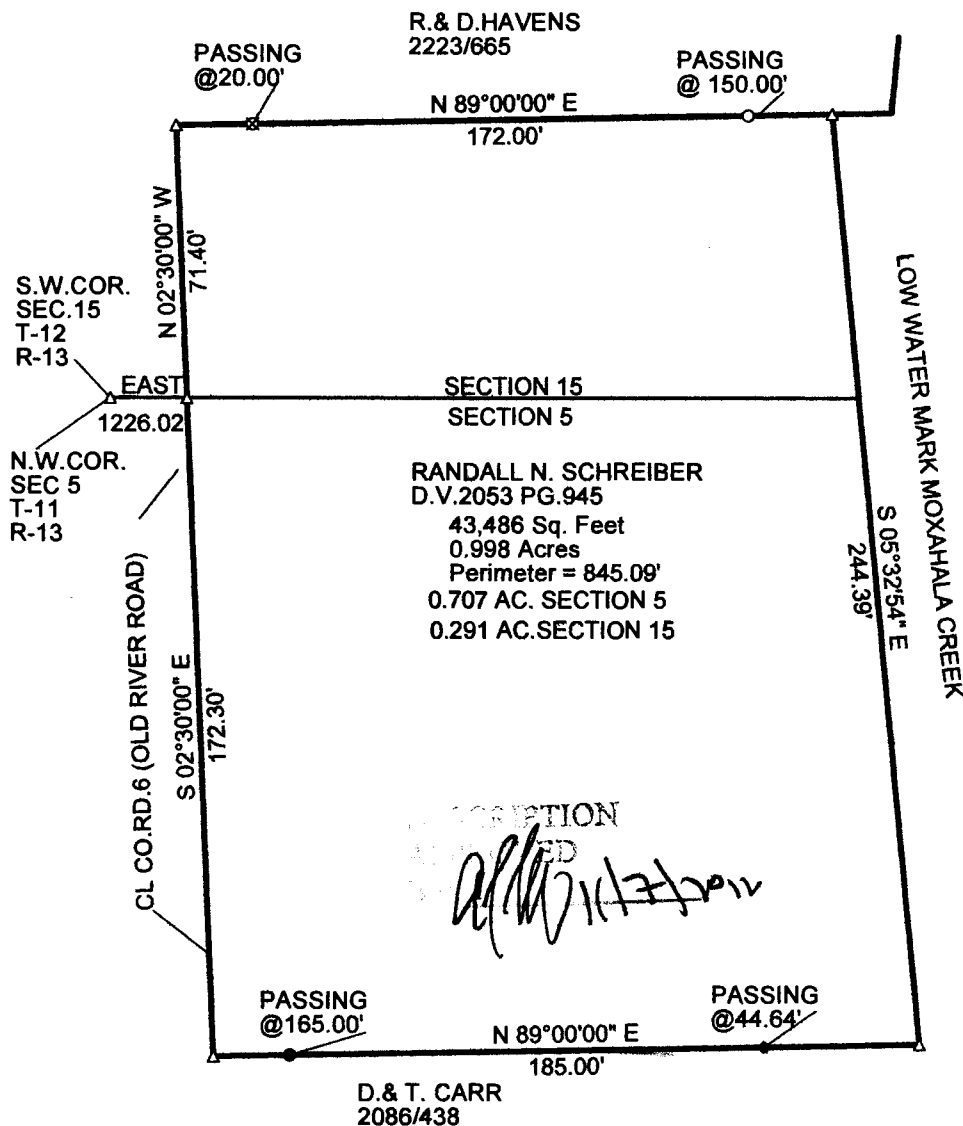 R.& D.HAVENS
2223/665
PASSING
@20.00'
PASSING
@ 150.00'
N 89°00'00" E
172.00'
N 02°30'00" W
71.40'
S.W.COR.
SEC.15
T-12
R-13
EAST
1226.02
N.W.COR.
SEC 5
T-11
R-13
SECTION 15
SECTION 5
LOW WATER MARK MOXAHALA CREEK
S 05°32'54" E
244.39'
RANDALL N. SCHREIBER
D.V.2053 PG.945
43,486 Sq. Feet
0.998 Acres
Perimeter = 845.09'
0.707 AC. SECTION 5
0.291 AC.SECTION 15
CL CO.RD.6 (OLD RIVER ROAD)
S 02°30'00" E
172.30'
11/7/2012
PASSING
@165.00'
PASSING
@44.64'
N 89°00'00" E
185.00'
D.& T. CARR
2086/438